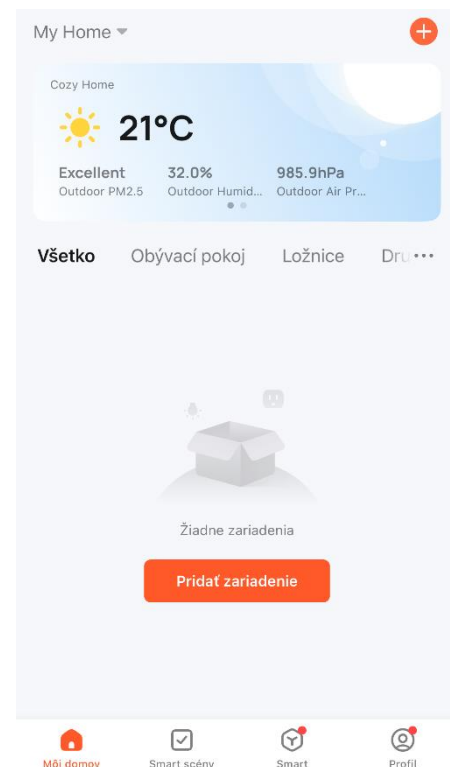 My Home
Cozy Home
21°C
Excellent 32.0% 985.9hPa
Outdoor PM2.5 Outdoor Humid... Outdoor Air Pr...
Všetko Obývací pokoj Ložnice Dru
Žiadne zariadenia
Pridať zariadenie
Môj domov Smart scény Smart Profil